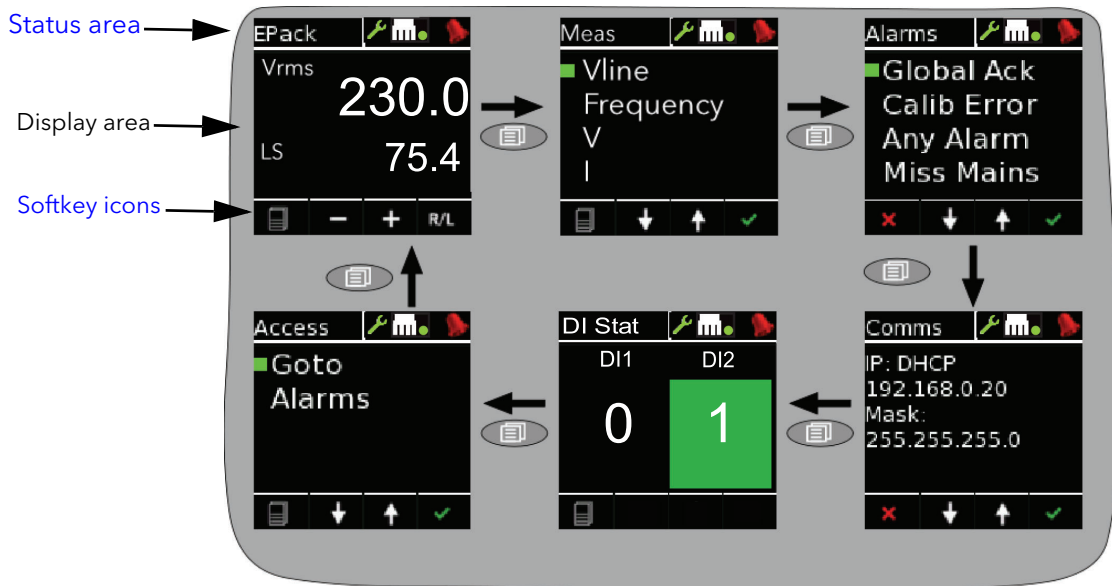 Status area
Display area
Softkey icons
EPack
Vrms
230.0
LS
75.4
R/L
Meas
Vline
Frequency
V
I
Alarms
Global Ack
Calib Error
Any Alarm
Miss Mains
Access
Goto
Alarms
DI Stat
DI1 DI2
0 1
Comms
IP: DHCP
192.168.0.20
Mask:
255.255.255.0